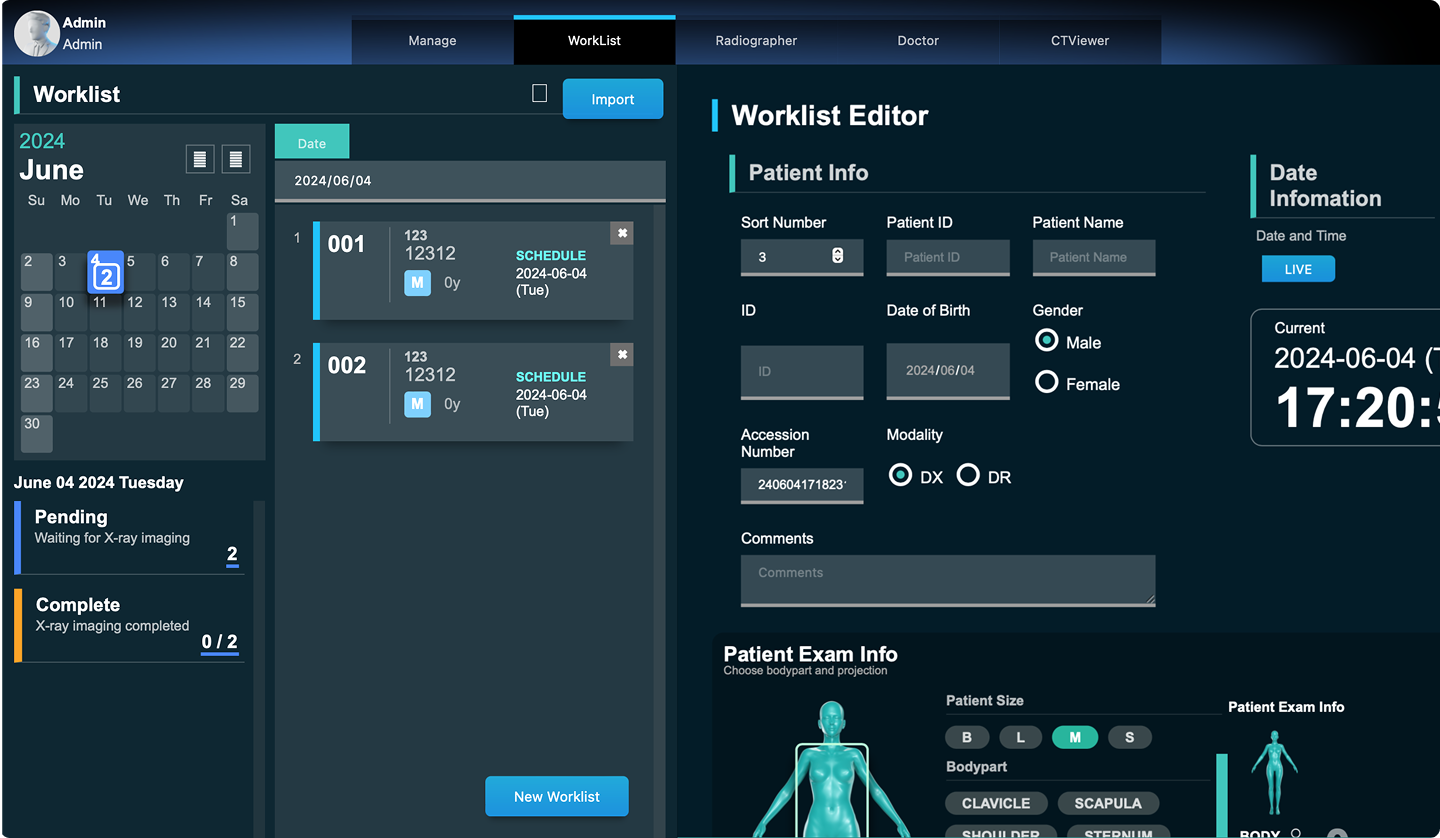 Admin
Admin
Manage
WorkList
Radiographer
Doctor
CTViewer
Worklist
Import
2024
June
Su Mo Tu We Th Fr Sa
1
2 3 4 5 6 7 8
2
9 10 11 12 13 14 15
16 17 18 19 20 21 22
23 24 25 26 27 28 29
30
June 04 2024 Tuesday
Pending
Waiting for X-ray imaging
2
Complete
X-ray imaging completed
0 / 2
Date
2024/06/04
1
001
123
12312
M 0y
SCHEDULE
2024-06-04
(Tue)
2
002
123
12312
M 0y
SCHEDULE
2024-06-04
(Tue)
New Worklist
Worklist Editor
Patient Info
Sort Number
3
Patient ID
Patient ID
Patient Name
Patient Name
ID
ID
Date of Birth
2024/06/04
Gender
Male
Female
Accession
Number
240604171823
Modality
DX DR
Comments
Comments
Date
Infomation
Date and Time
LIVE
Current
2024-06-04 (
17:20:
Patient Exam Info
Choose bodypart and projection
Patient Size
B L M S
Bodypart
CLAVICLE SCAPULA
SHOULDER STERNUM
Patient Exam Info
BODY